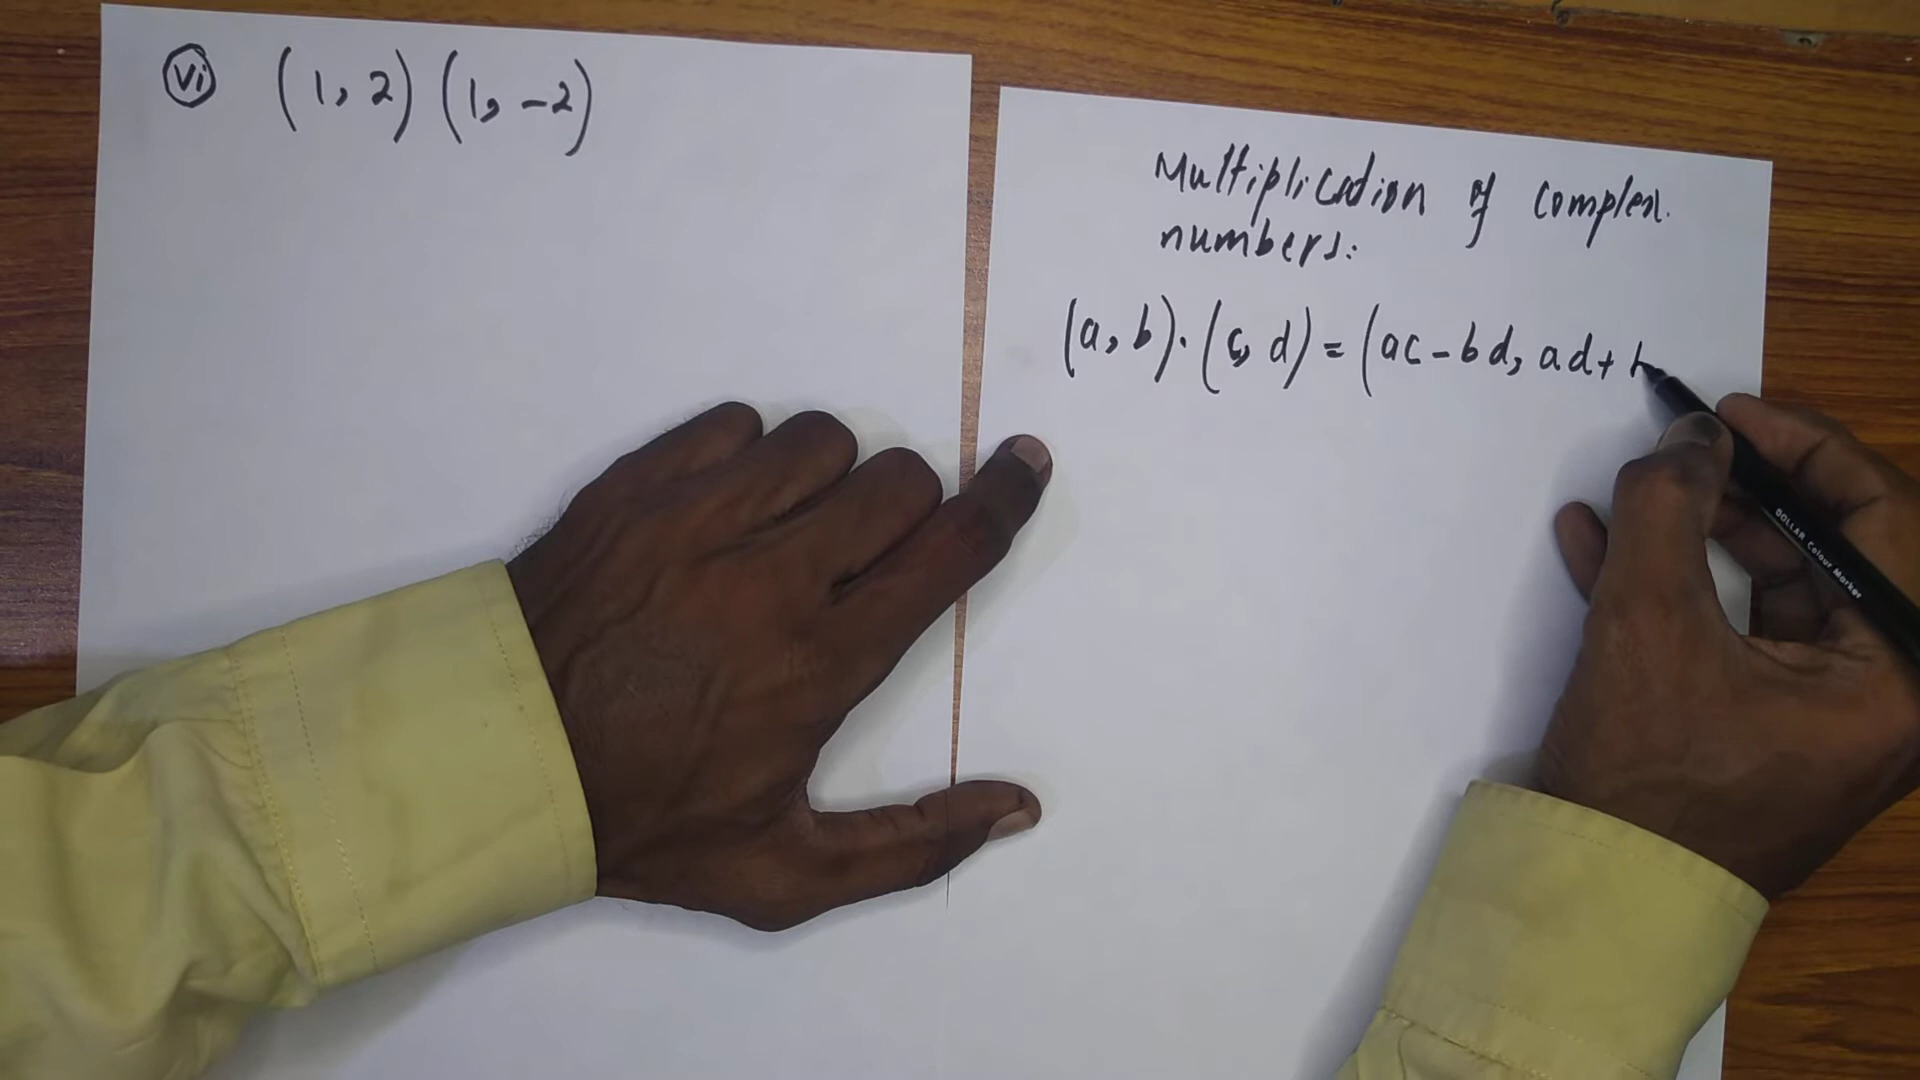 vi (1, 2) (1, -2)
Multiplication of complex
numbers:
(a, b) · (c, d) = (ac - bd, ad + b
DOLLAR Colour Marker